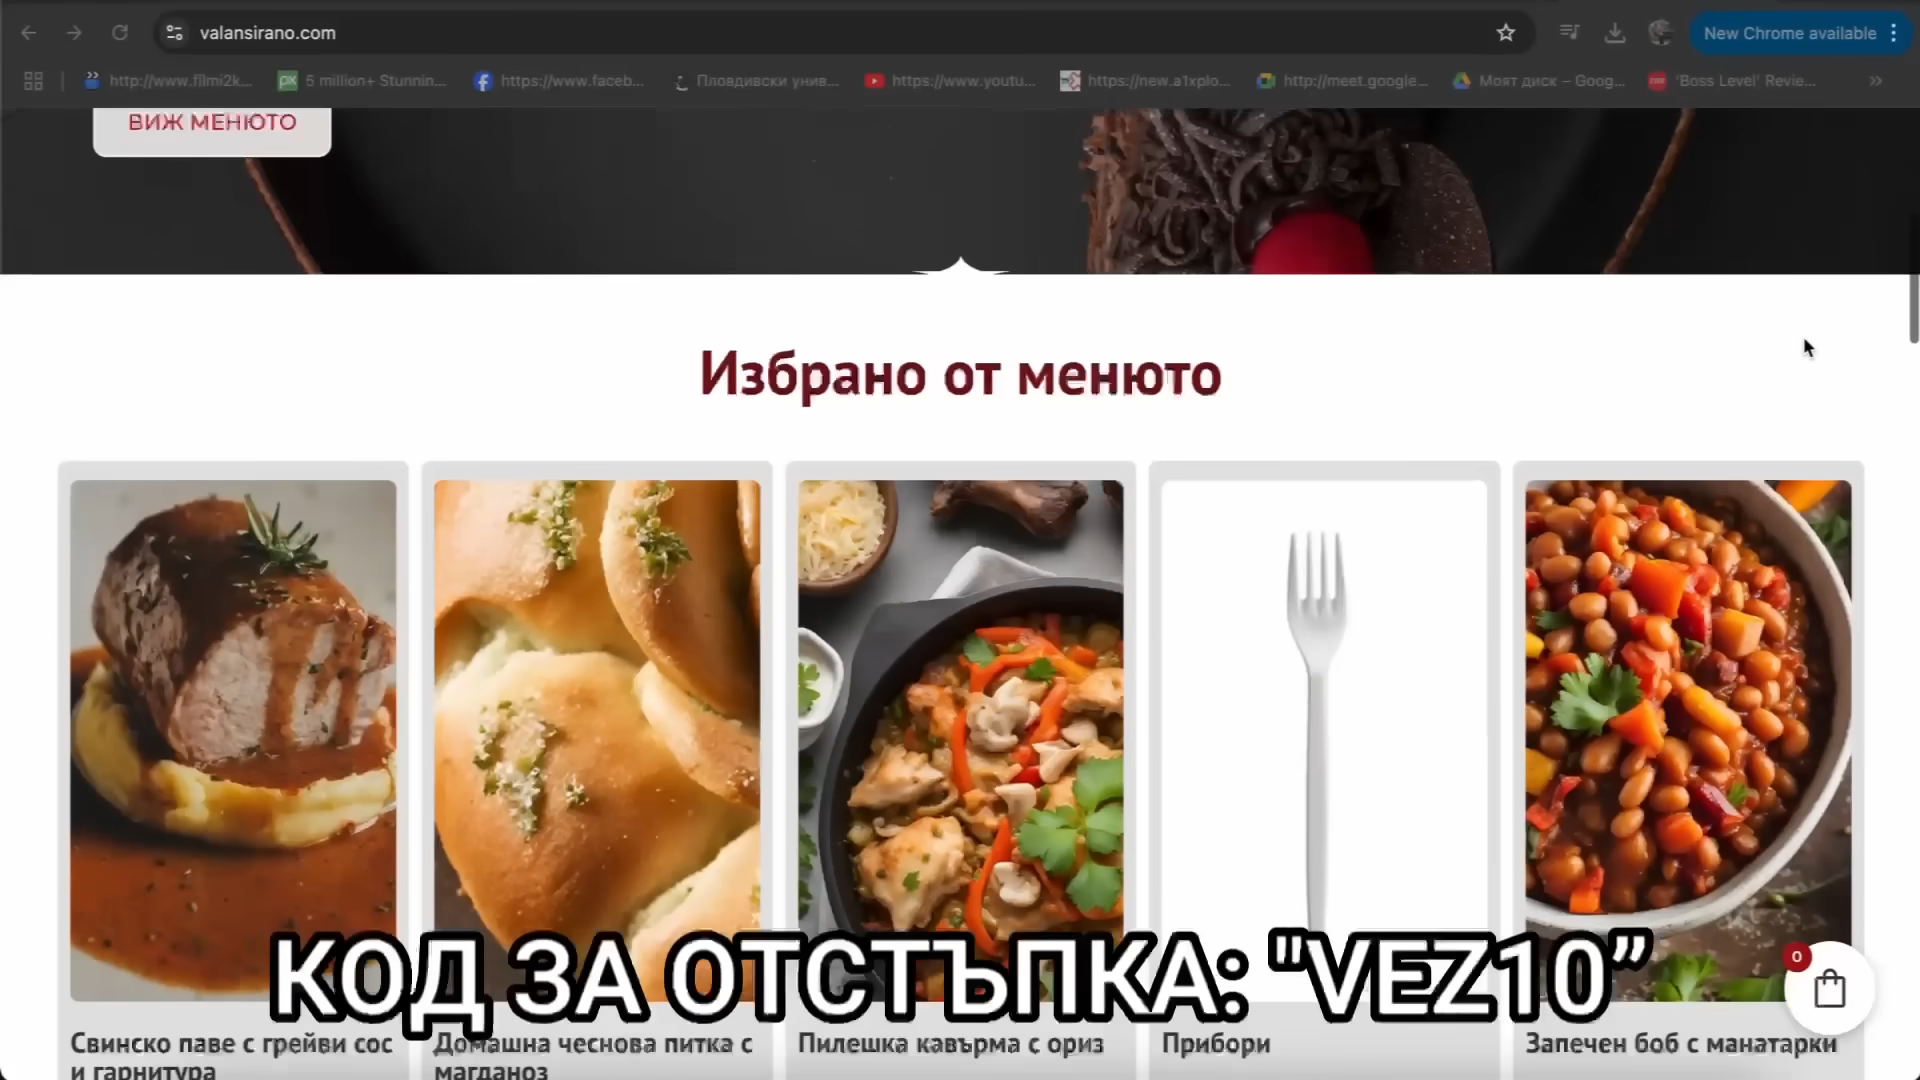 valansirano.com
New Chrome available
http://www.filmi2k...
5 million+ Stunnin...
https://www.faceb...
Пловдивски унив...
https://www.youtu...
https://new.a1xplo...
http://meet.google...
Моят диск – Goog...
'Boss Level' Revie...
ВИЖ МЕНЮТО
Избрано от менюто
КОД ЗА ОТСТЪПКА: "VEZ10”
0
Свинско паве с грейви сос
и гарнитура
Домашна чеснова питка с
магданоз
Пилешка кавърма с ориз
Прибори
Запечен боб с манатарки